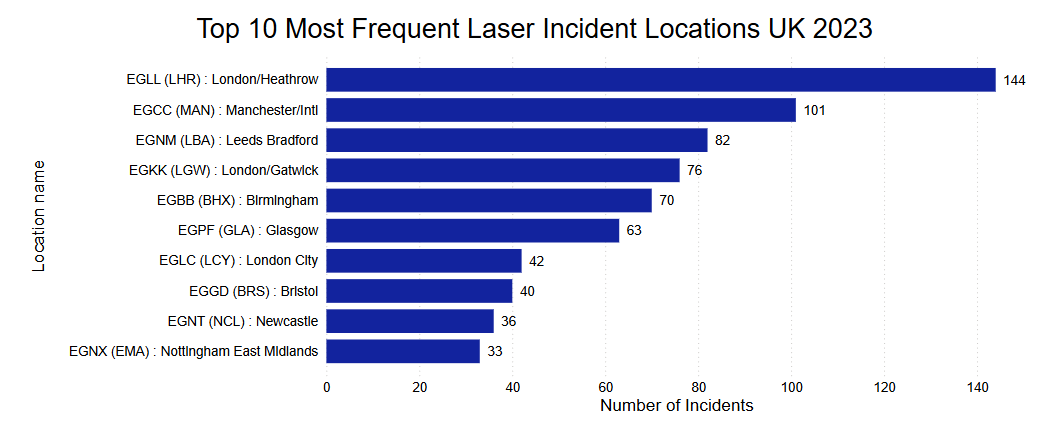 Top 10 Most Frequent Laser Incident Locations UK 2023
Location name
EGLL (LHR) : London/Heathrow 144
EGCC (MAN) : Manchester/Intl 101
EGNM (LBA) : Leeds Bradford 82
EGKK (LGW) : London/Gatwick 76
EGBB (BHX) : Birmingham 70
EGPF (GLA) : Glasgow 63
EGLC (LCY) : London City 42
EGGD (BRS) : Bristol 40
EGNT (NCL) : Newcastle 36
EGNX (EMA) : Nottingham East Midlands 33
0 20 40 60 80 100 120 140
Number of Incidents